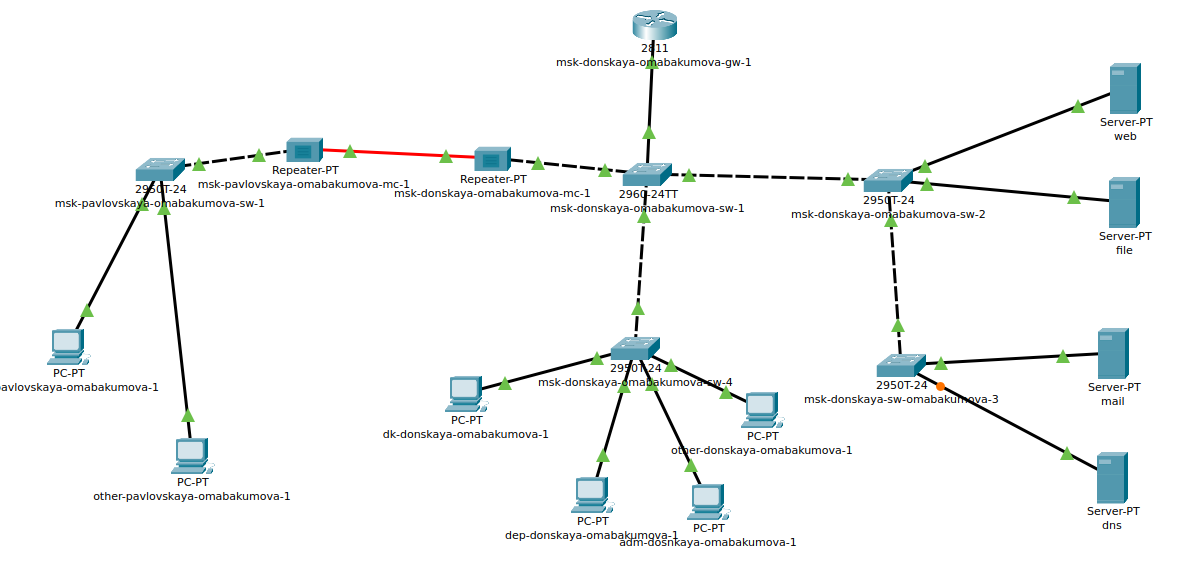 2811
msk-donskaya-omabakumova-gw-1
Server-PT
web
Repeater-PT
msk-pavlovskaya-omabakumova-mc-1
Repeater-PT
msk-donskaya-omabakumova-mc-1
2950T-24
msk-pavlovskaya-omabakumova-sw-1
2960-24TT
msk-donskaya-omabakumova-sw-1
2950T-24
msk-donskaya-omabakumova-sw-2
Server-PT
file
PC-PT
pavlovskaya-omabakumova-1
2950T-24
msk-donskaya-omabakumova-sw-4
2950T-24
msk-donskaya-sw-omabakumova-3
Server-PT
mail
PC-PT
dk-donskaya-omabakumova-1
PC-PT
other-donskaya-omabakumova-1
PC-PT
other-pavlovskaya-omabakumova-1
PC-PT
dep-donskaya-omabakumova-1
PC-PT
adm-dosnkaya-omabakumova-1
Server-PT
dns